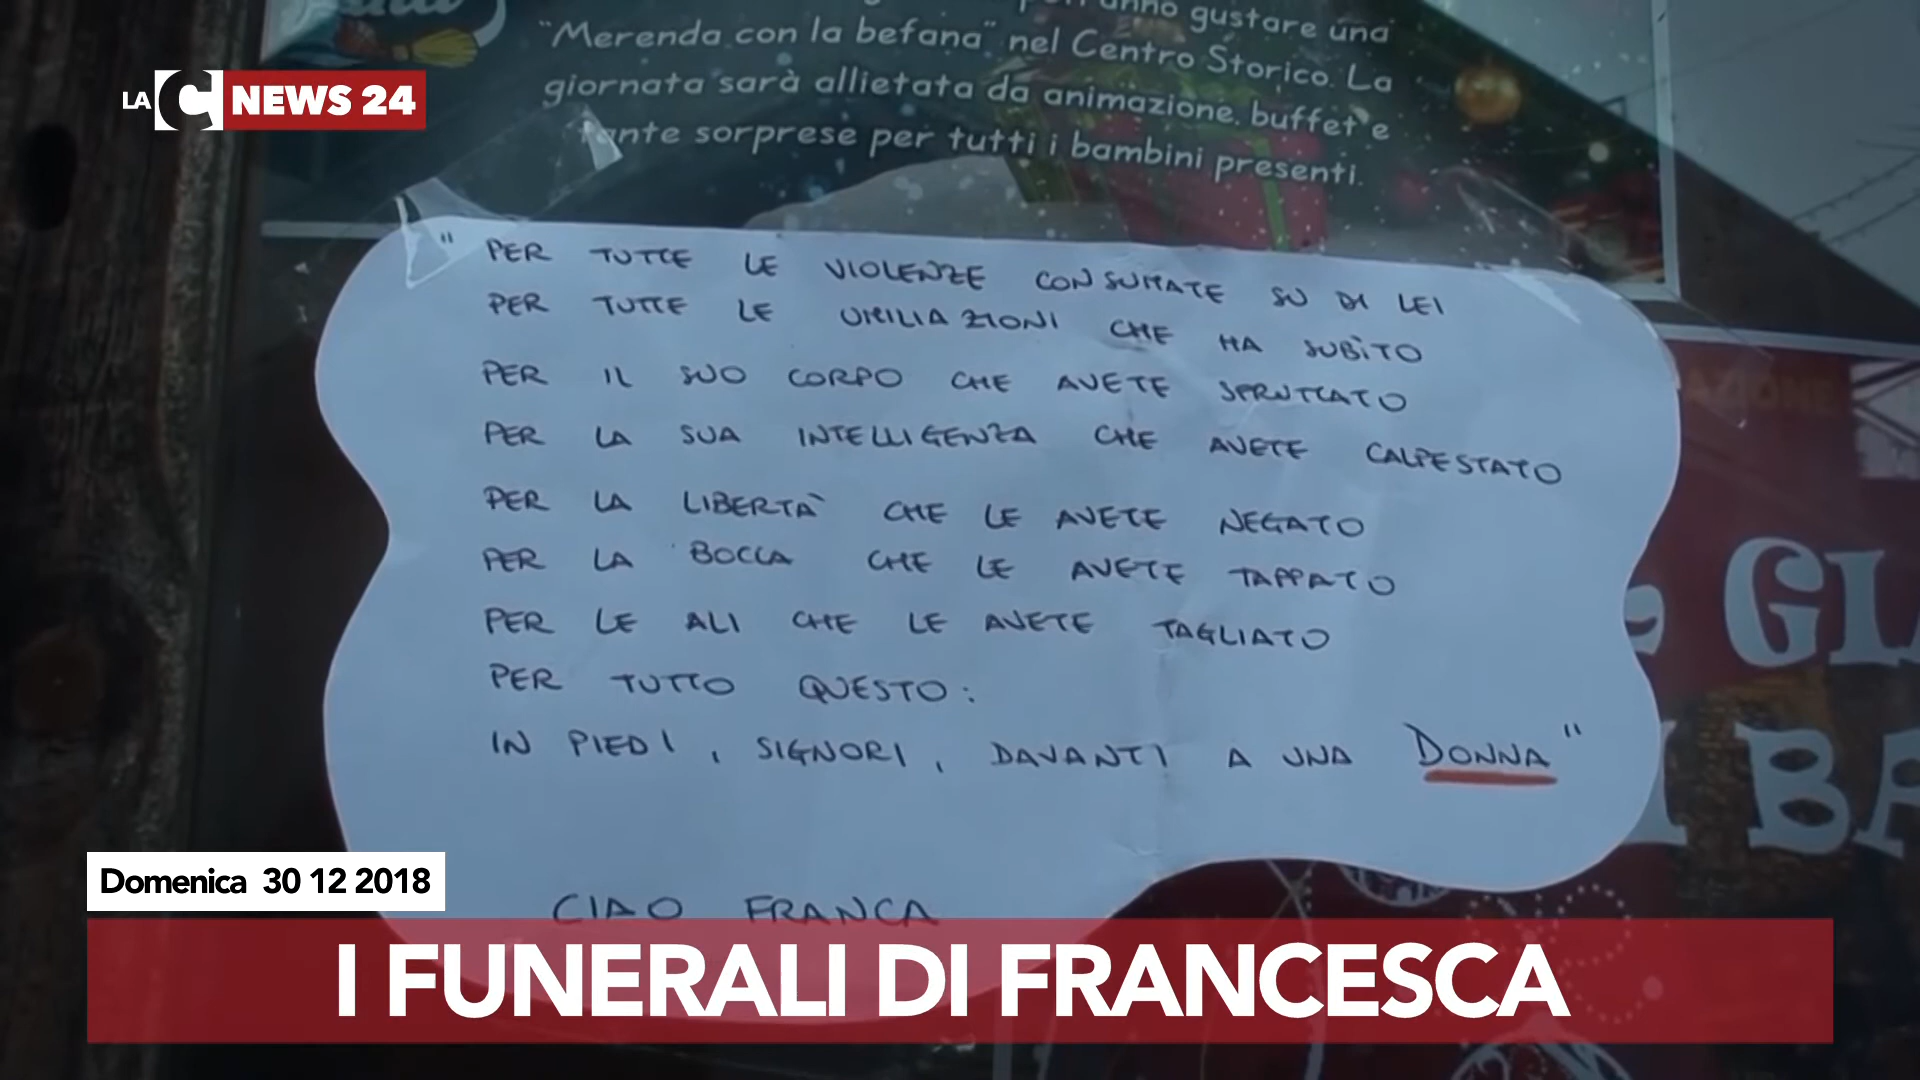 anno gustare una
"Merenda con la befana" nel Centro Storico. La
giornata sarà allietata da animazione, buffet e
tante sorprese per tutti i bambini presenti.
LA C NEWS 24
" PER TUTTE LE VIOLENZE CONSUMATE SU DI LEI
PER TUTTE LE UMILIAZIONI CHE HA SUBÌTO
PER IL SUO CORPO CHE AVETE SFRUTTATO
PER LA SUA INTELLIGENZA CHE AVETE CALPESTATO
PER LA LIBERTÀ CHE LE AVETE NEGATO
PER LA BOCCA CHE LE AVETE TAPPATO
PER LE ALI CHE LE AVETE TAGLIATO
PER TUTTO QUESTO:
IN PIEDI, SIGNORI, DAVANTI A UNA DONNA"
CIAO FRANCA
Domenica 30 12 2018
I FUNERALI DI FRANCESCA